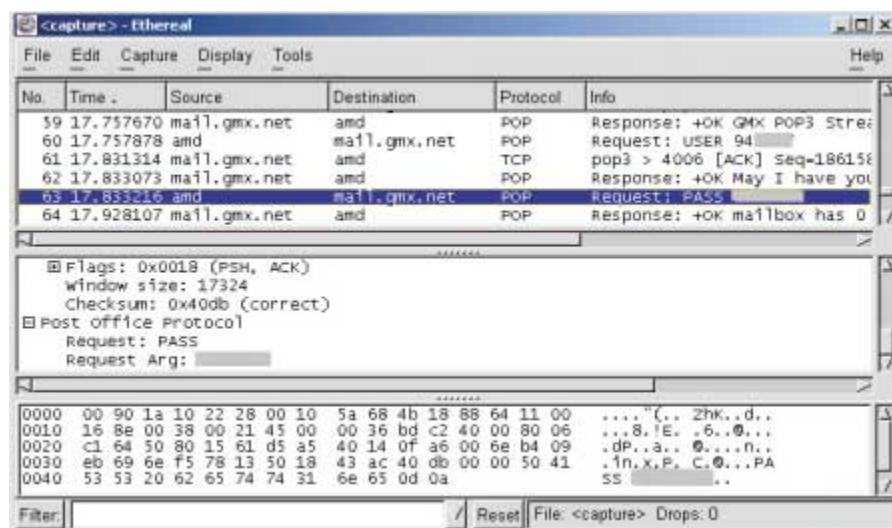 <capture> - Ethereal
File Edit Capture Display Tools Help
No. Time . Source Destination Protocol Info
59 17.757670 mail.gmx.net amd POP Response: +OK GMX POP3 Strea
60 17.757878 amd mail.gmx.net POP Request: USER 94
61 17.831314 mail.gmx.net amd TCP pop3 > 4006 [ACK] Seq=186158
62 17.833073 mail.gmx.net amd POP Response: +OK May I have you
63 17.833216 amd mail.gmx.net POP Request: PASS
64 17.928107 mail.gmx.net amd POP Response: +OK mailbox has 0
Flags: 0x0018 (PSH, ACK)
Window size: 17324
Checksum: 0x40db (correct)
Post Office Protocol
Request: PASS
Request Arg:
0000 00 90 1a 10 22 28 00 10 5a 68 4b 18 88 64 11 00 ...."(.. ZhK..d..
0010 16 8e 00 38 00 21 45 00 00 36 bd c2 40 00 80 06 ...8.!E. .6..@...
0020 c1 64 50 80 15 61 d5 a5 40 14 0f a6 00 6e b4 09 .dP..a.. @....n..
0030 eb 69 6e f5 78 13 50 18 43 ac 40 db 00 00 50 41 .in.x.P. C.@...PA
0040 53 53 20 62 65 74 74 31 6e 65 0d 0a SS ..
Filter: / Reset File: <capture> Drops: 0